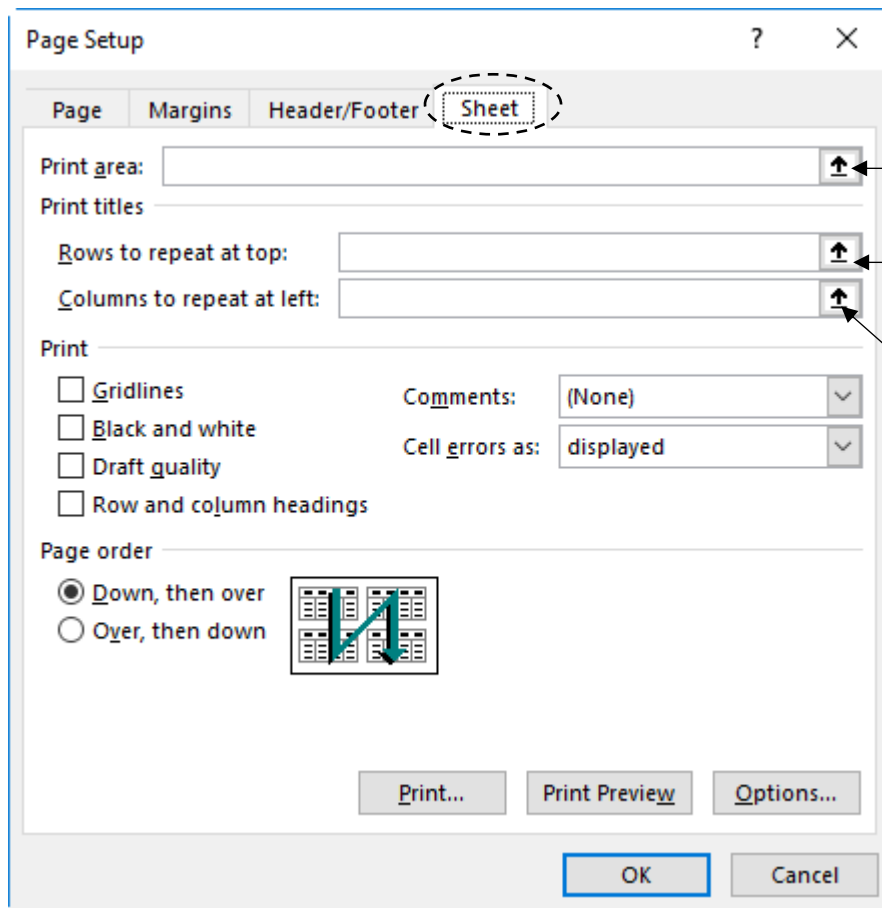 Page Setup ?
Page Margins Header/Footer Sheet
Print area:
Print titles
Rows to repeat at top:
Columns to repeat at left:
Print
Gridlines
Comments: (None)
Black and white
Cell errors as: displayed
Draft quality
Row and column headings
Page order
Down, then over
Over, then down
Print... Print Preview Options...
OK Cancel